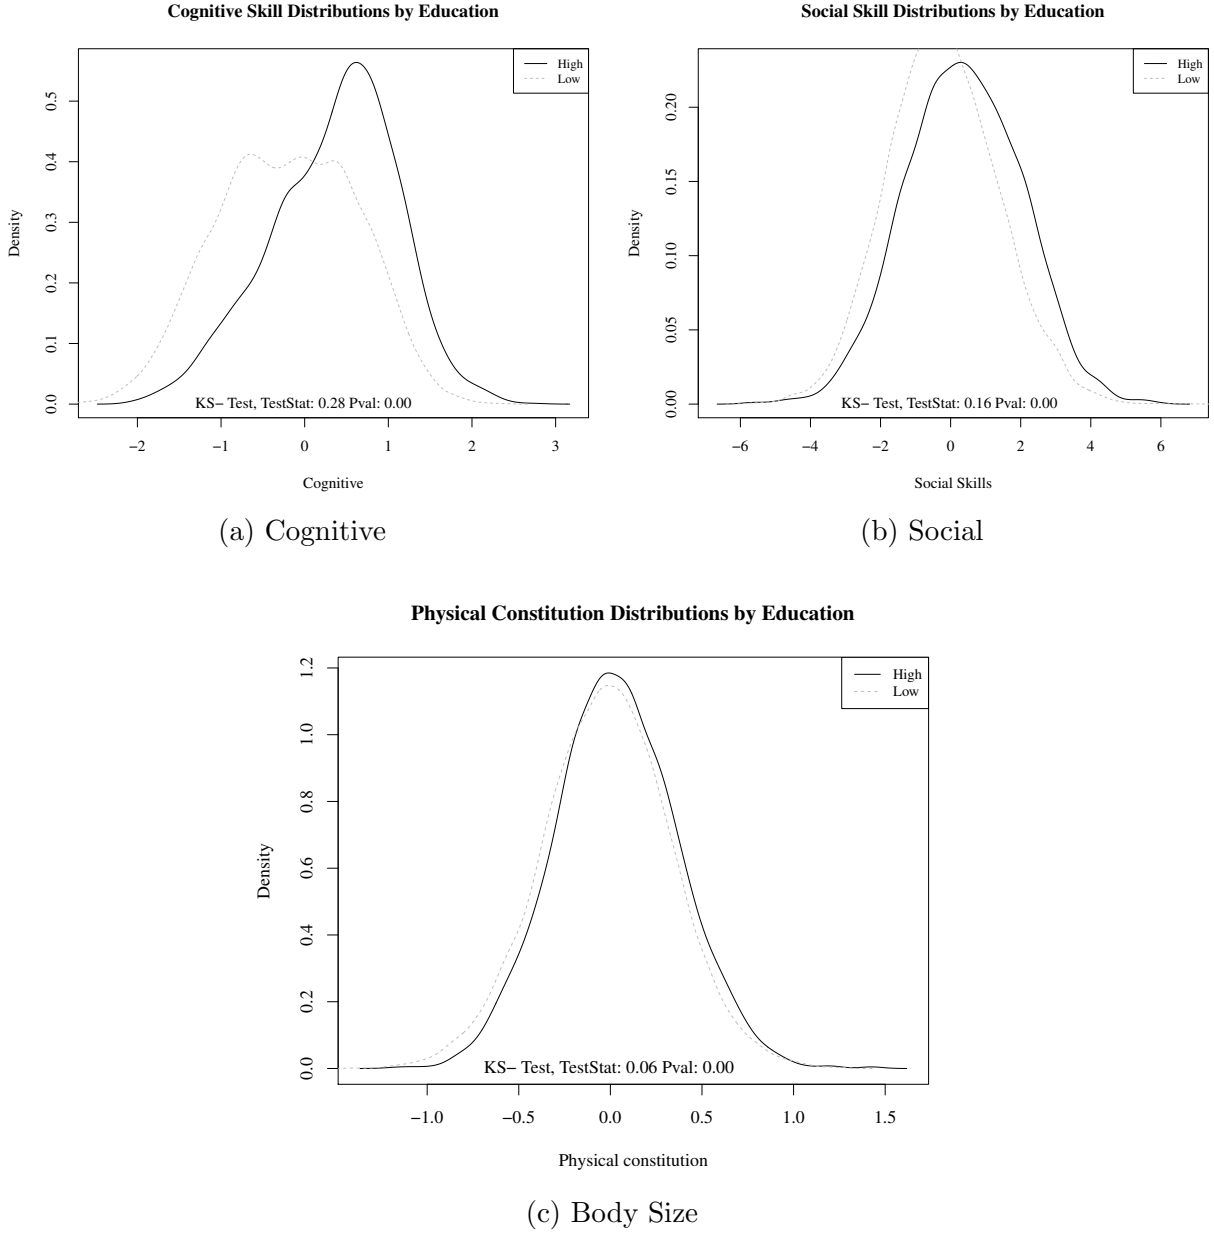 Cognitive Skill Distributions by Education
High
Low
Density
0.0
0.1
0.2
0.3
0.4
0.5
KS− Test, TestStat: 0.28 Pval: 0.00
−2
−1
0
1
2
3
Cognitive
(a) Cognitive
Social Skill Distributions by Education
High
Low
Density
0.00
0.05
0.10
0.15
0.20
KS− Test, TestStat: 0.16 Pval: 0.00
−6
−4
−2
0
2
4
6
Social Skills
(b) Social
Physical Constitution Distributions by Education
High
Low
Density
0.0
0.2
0.4
0.6
0.8
1.0
1.2
KS− Test, TestStat: 0.06 Pval: 0.00
−1.0
−0.5
0.0
0.5
1.0
1.5
Physical constitution
(c) Body Size